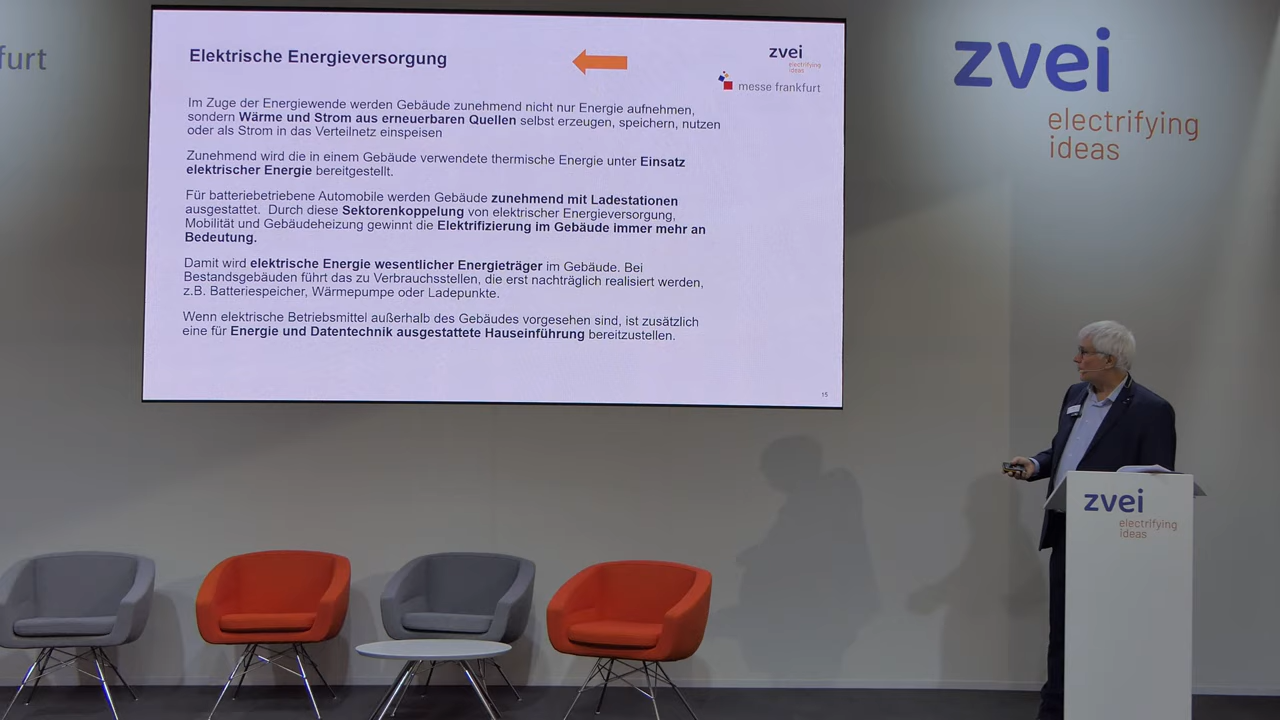 furt
Elektrische Energieversorgung
zvei
electrifying
ideas
messe frankfurt
Im Zuge der Energiewende werden Gebäude zunehmend nicht nur Energie aufnehmen,
sondern Wärme und Strom aus erneuerbaren Quellen selbst erzeugen, speichern, nutzen
oder als Strom in das Verteilnetz einspeisen
Zunehmend wird die in einem Gebäude verwendete thermische Energie unter Einsatz
elektrischer Energie bereitgestellt.
Für batteriebetriebene Automobile werden Gebäude zunehmend mit Ladestationen
ausgestattet. Durch diese Sektorenkoppelung von elektrischer Energieversorgung,
Mobilität und Gebäudeheizung gewinnt die Elektrifizierung im Gebäude immer mehr an
Bedeutung.
Damit wird elektrische Energie wesentlicher Energieträger im Gebäude. Bei
Bestandsgebäuden führt das zu Verbrauchsstellen, die erst nachträglich realisiert werden,
z.B. Batteriespeicher, Wärmepumpe oder Ladepunkte.
Wenn elektrische Betriebsmittel außerhalb des Gebäudes vorgesehen sind, ist zusätzlich
eine für Energie und Datentechnik ausgestattete Hauseinführung bereitzustellen.
15
zvei
electrifying
ideas
zvei
electrifying
ideas